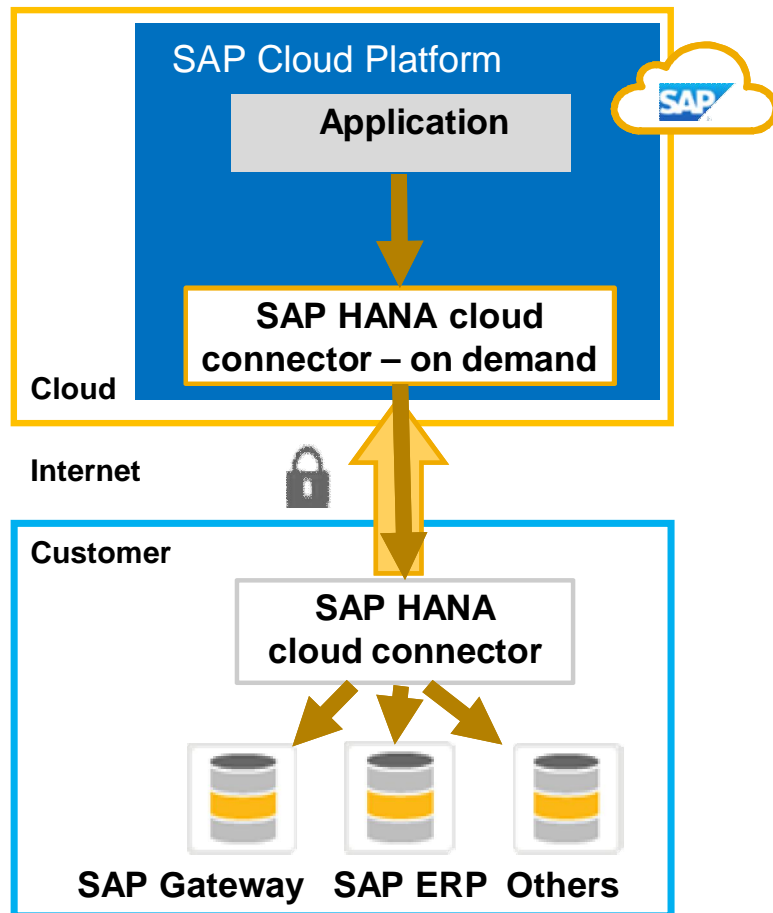 SAP Cloud Platform
SAP
Application
SAP HANA cloud
connector – on demand
Cloud
Internet
Customer
SAP HANA
cloud connector
SAP Gateway SAP ERP Others